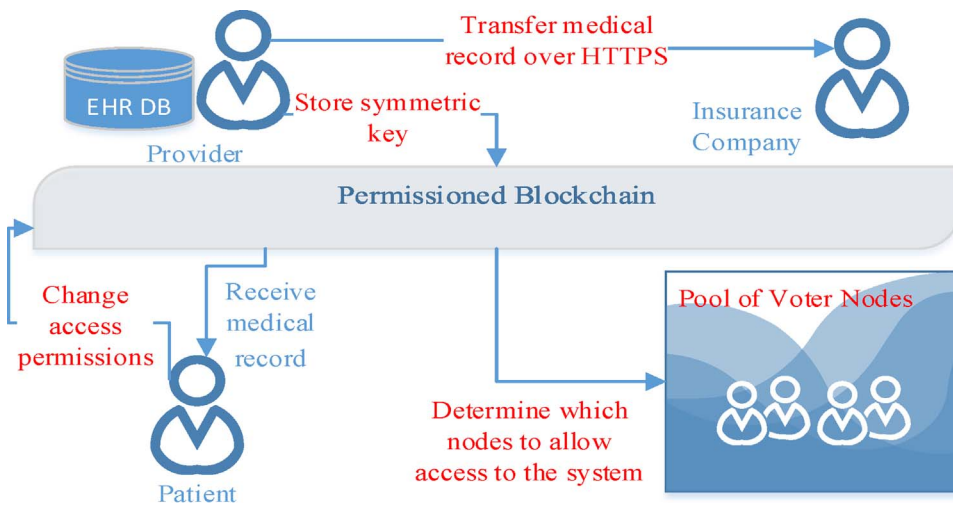 Transfer medical
record over HTTPS
EHR DB
Store symmetric
key
Provider
Insurance
Company
Permissioned Blockchain
Change
access
permissions
Receive
medical
record
Pool of Voter Nodes
Determine which
nodes to allow
access to the system
Patient